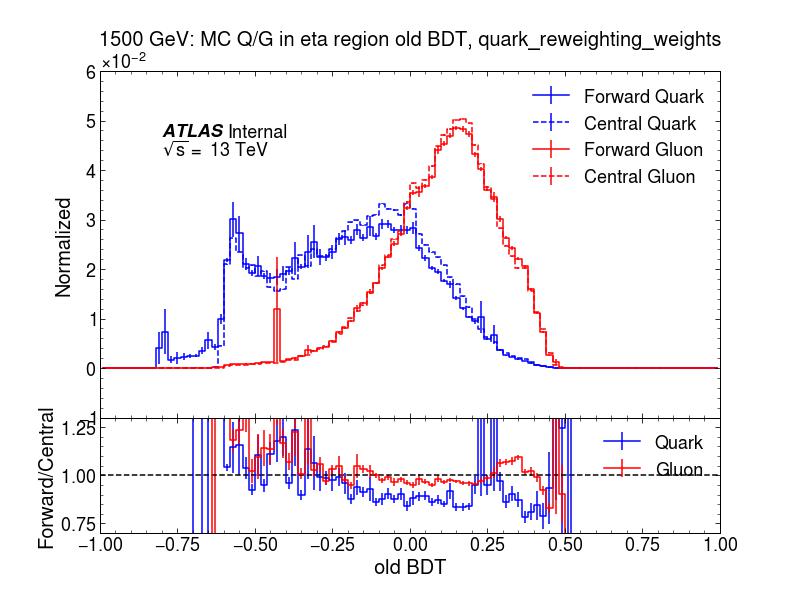 1500 GeV: MC Q/G in eta region old BDT, quark_reweighting_weights
×10⁻²
6
5
4
3
2
1
0
−1
Normalized
ATLAS Internal
√s = 13 TeV
Forward Quark
Central Quark
Forward Gluon
Central Gluon
1.25
1.00
0.75
Forward/Central
Quark
Gluon
−1.00 −0.75 −0.50 −0.25 0.00 0.25 0.50 0.75 1.00
old BDT